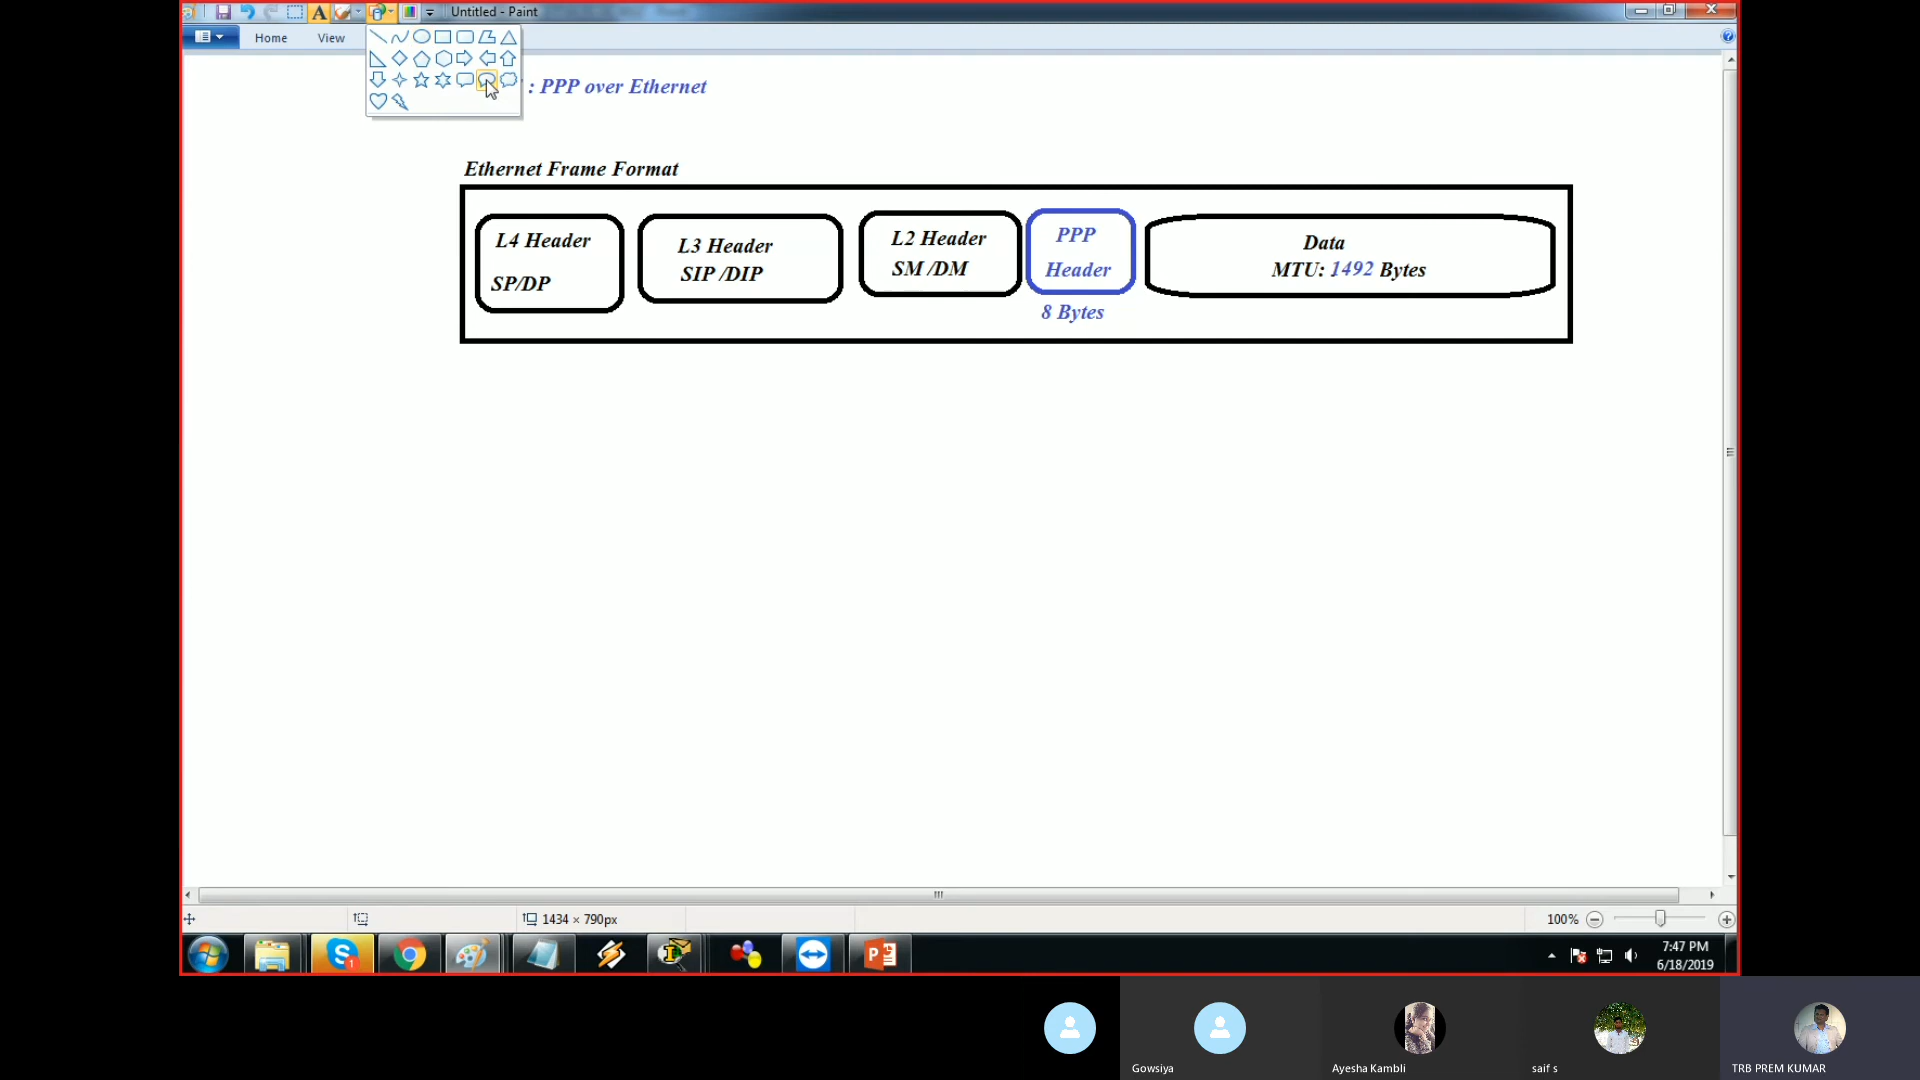 Untitled - Paint
Home
View
: PPP over Ethernet
Ethernet Frame Format
L4 Header
SP/DP
L3 Header
SIP /DIP
L2 Header
SM /DM
PPP
Header
8 Bytes
Data
MTU: 1492 Bytes
1434 × 790px
100%
7:47 PM
6/18/2019
Gowsiya
Ayesha Kambli
saif s
TRB PREM KUMAR